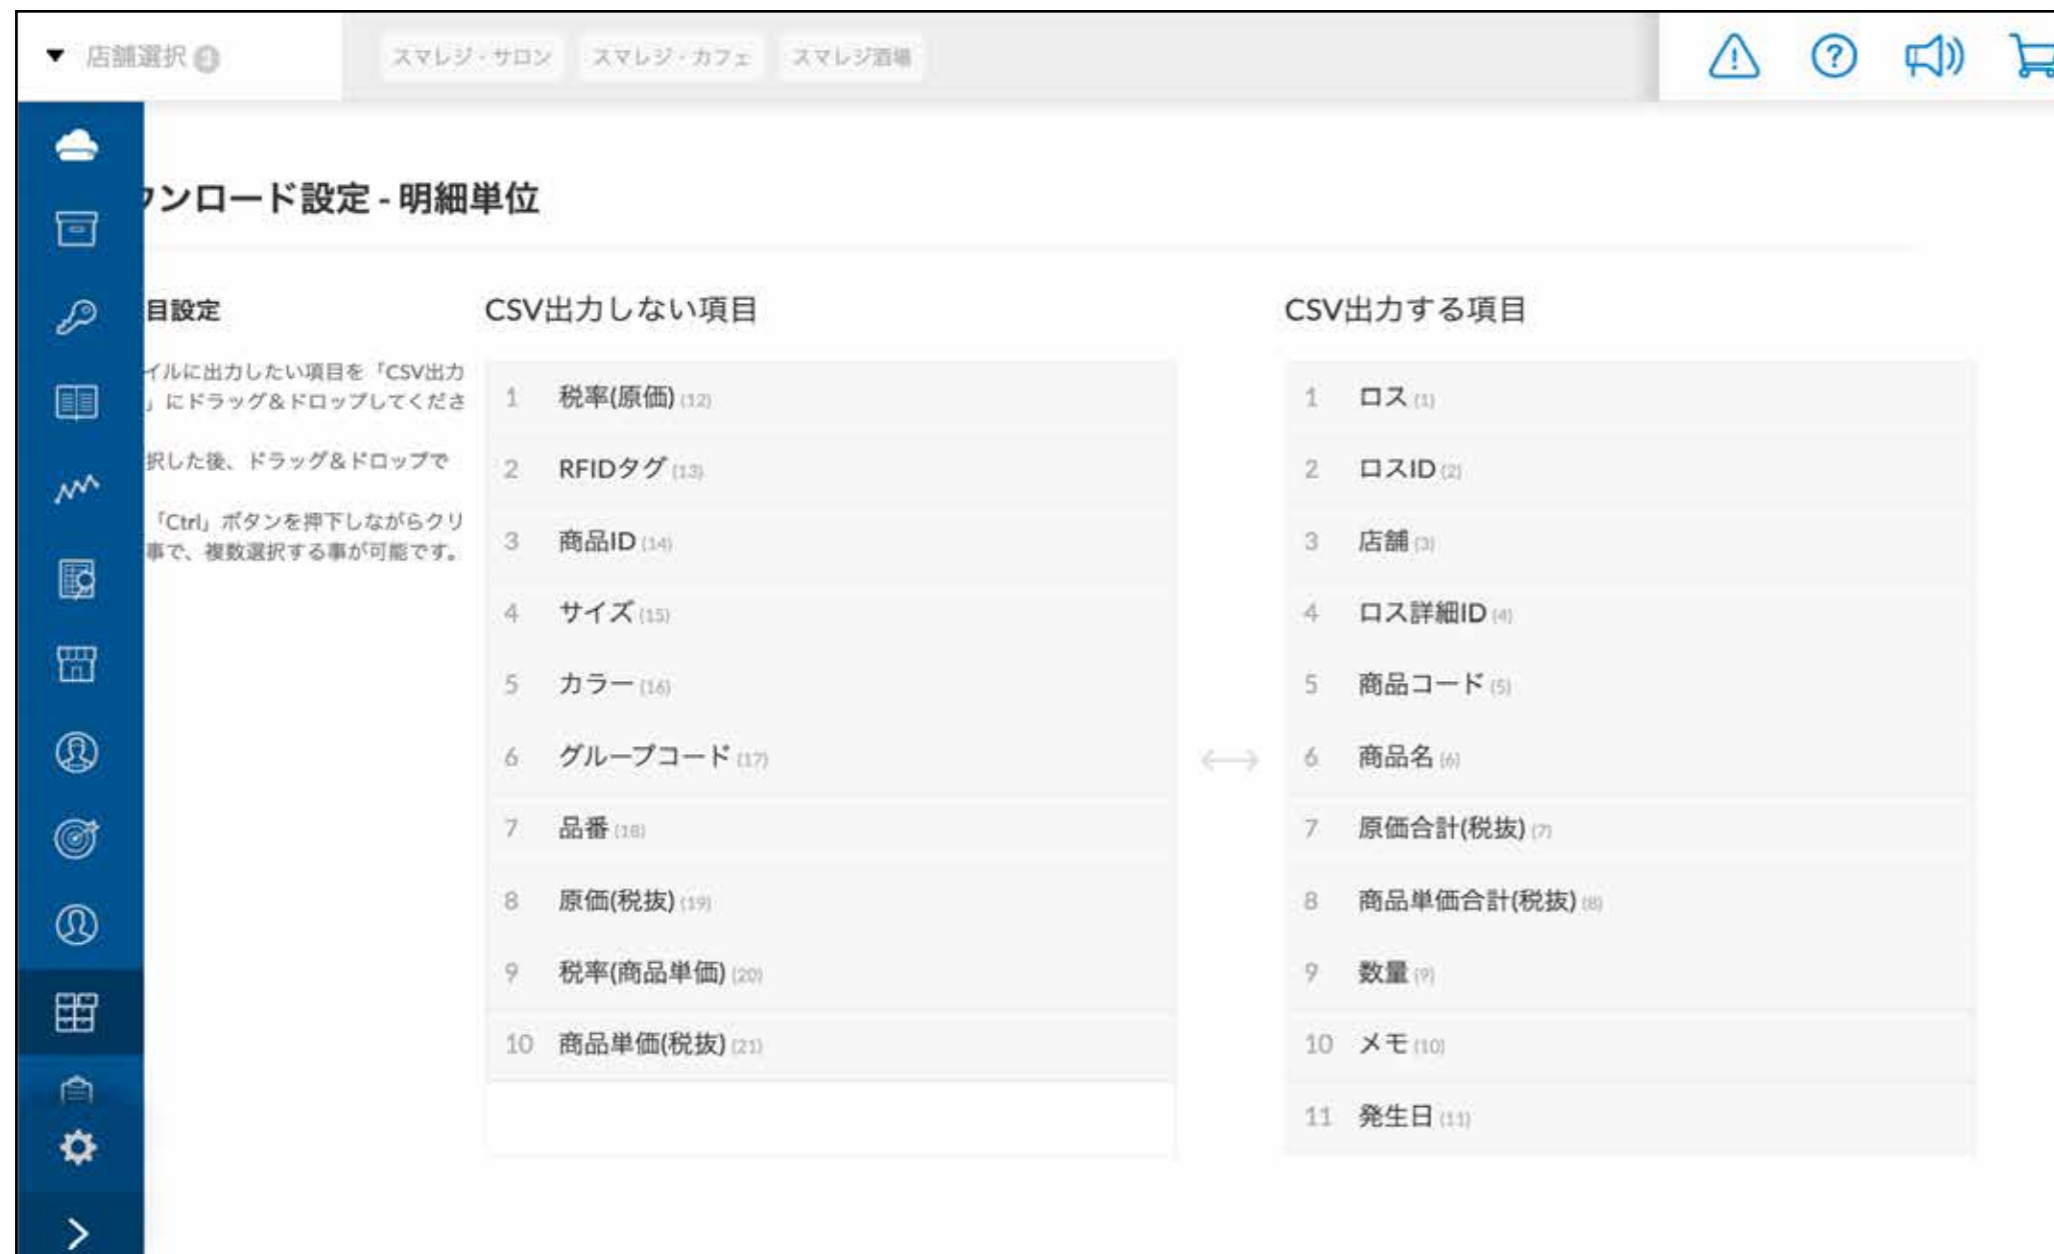 店舗選択
スマレジ・サロン
スマレジ・カフェ
スマレジ酒場
ウンロード設定 - 明細単位
目設定
イルに出力したい項目を「CSV出力
」にドラッグ&ドロップしてくださ
択した後、ドラッグ&ドロップで
「Ctrl」ボタンを押下しながらクリ
事で、複数選択する事が可能です。
CSV出力しない項目
1 税率(原価) (12)
2 RFIDタグ (13)
3 商品ID (14)
4 サイズ (15)
5 カラー (16)
6 グループコード (17)
7 品番 (18)
8 原価(税抜) (19)
9 税率(商品単価) (20)
10 商品単価(税抜) (21)
CSV出力する項目
1 ロス (1)
2 ロスID (2)
3 店舗 (3)
4 ロス詳細ID (4)
5 商品コード (5)
6 商品名 (6)
7 原価合計(税抜) (7)
8 商品単価合計(税抜) (8)
9 数量 (9)
10 メモ (10)
11 発生日 (11)